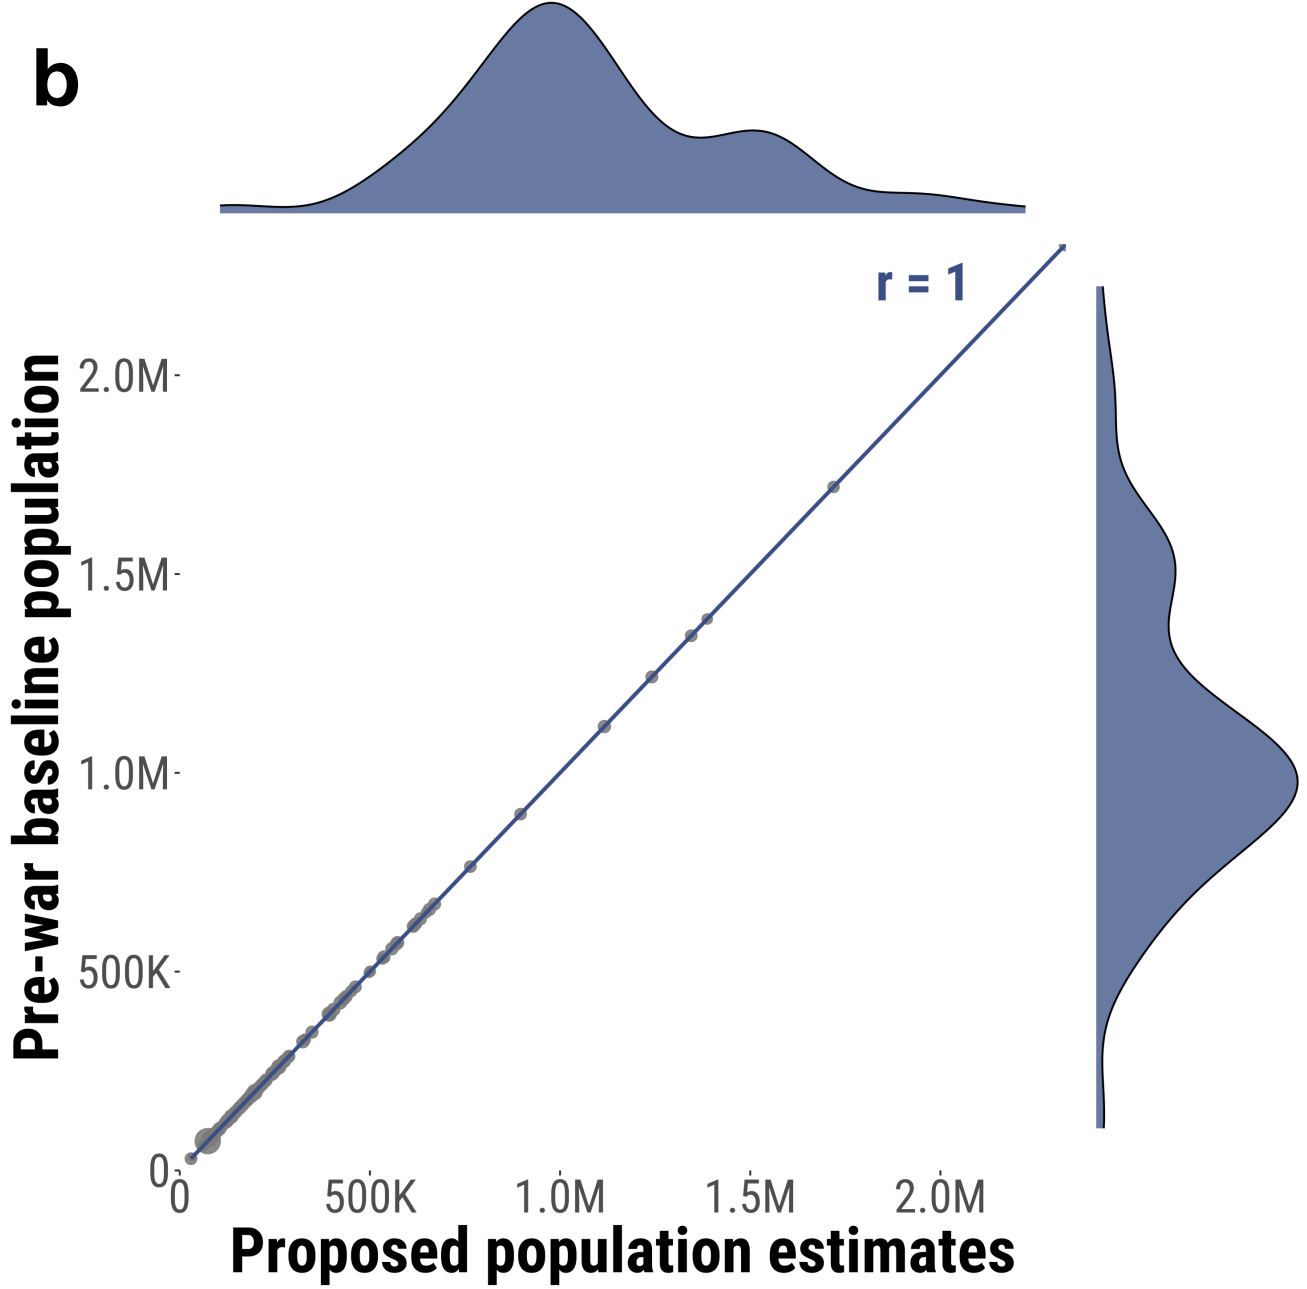 b
r = 1
Pre-war baseline population
2.0M
1.5M
1.0M
500K
0
0 500K 1.0M 1.5M 2.0M
Proposed population estimates